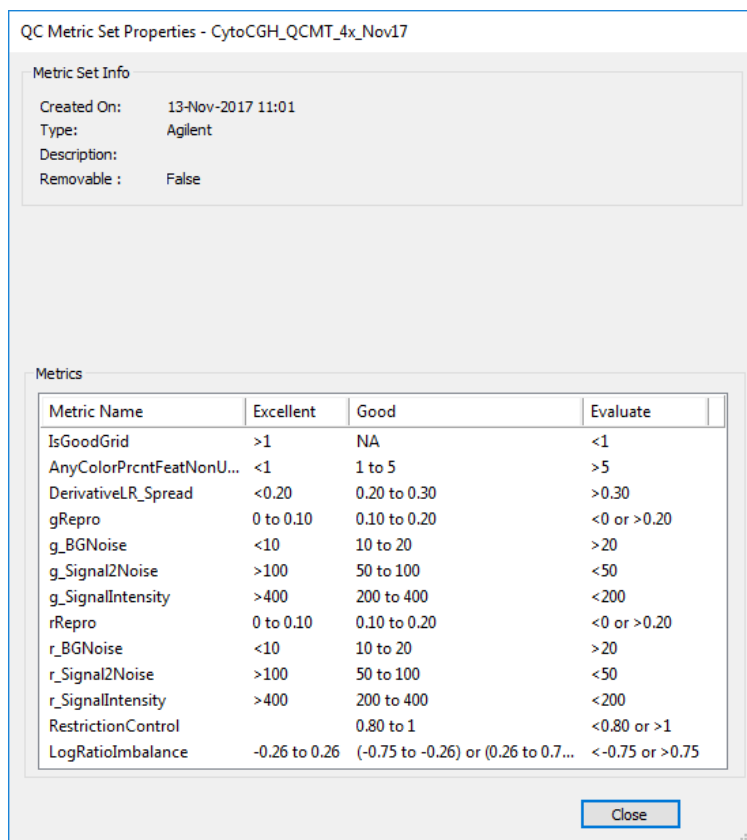 QC Metric Set Properties - CytoCGH_QCMT_4x_Nov17
Metric Set Info
Created On: 13-Nov-2017 11:01
Type: Agilent
Description:
Removable : False
Metrics
Metric Name Excellent Good Evaluate
IsGoodGrid >1 NA <1
AnyColorPrcntFeatNonU... <1 1 to 5 >5
DerivativeLR_Spread <0.20 0.20 to 0.30 >0.30
gRepro 0 to 0.10 0.10 to 0.20 <0 or >0.20
g_BGNoise <10 10 to 20 >20
g_Signal2Noise >100 50 to 100 <50
g_SignalIntensity >400 200 to 400 <200
rRepro 0 to 0.10 0.10 to 0.20 <0 or >0.20
r_BGNoise <10 10 to 20 >20
r_Signal2Noise >100 50 to 100 <50
r_SignalIntensity >400 200 to 400 <200
RestrictionControl 0.80 to 1 <0.80 or >1
LogRatioImbalance -0.26 to 0.26 (-0.75 to -0.26) or (0.26 to 0.7... <-0.75 or >0.75
Close